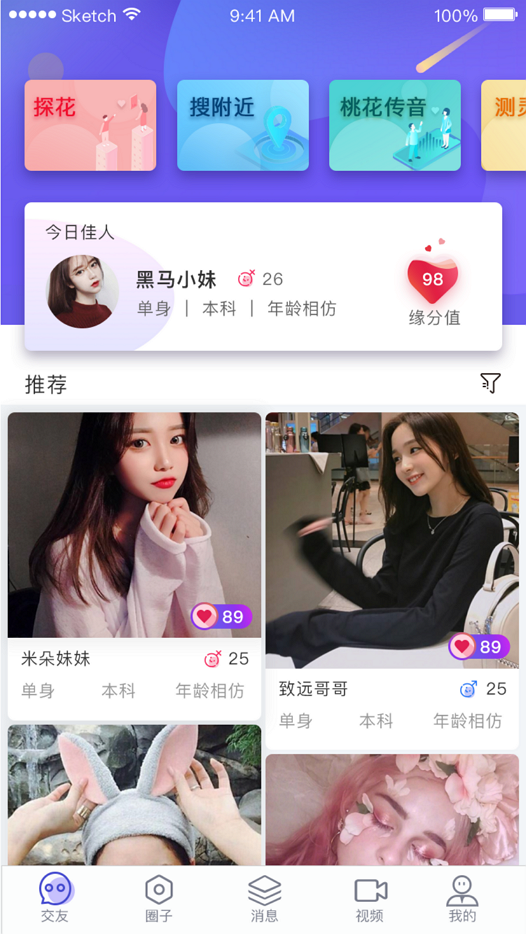 Sketch 9:41 AM 100%
探花 搜附近 桃花传音 测灵
今日佳人
黑马小妹 26
单身 | 本科 | 年龄相仿
98
缘分值
推荐
89
米朵妹妹 25
单身 本科 年龄相仿
89
致远哥哥 25
单身 本科 年龄相仿
交友 圈子 消息 视频 我的